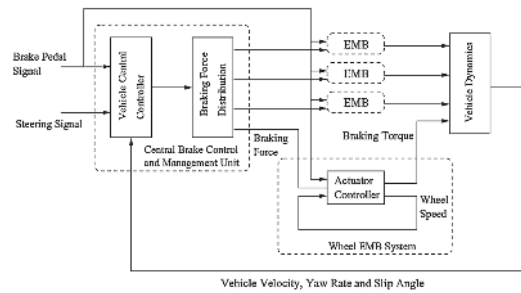 Brake Pedal
Signal
Steering Signal
Vehicle Control
Controller
Braking Force
Distribution
Central Brake Control
and Management Unit
EMB
EMB
EMB
Vehicle Dynamics
Braking
Force
Braking Torque
Actuator
Controller
Wheel
Speed
Wheel EMB System
Vehicle Velocity, Yaw Rate and Slip Angle